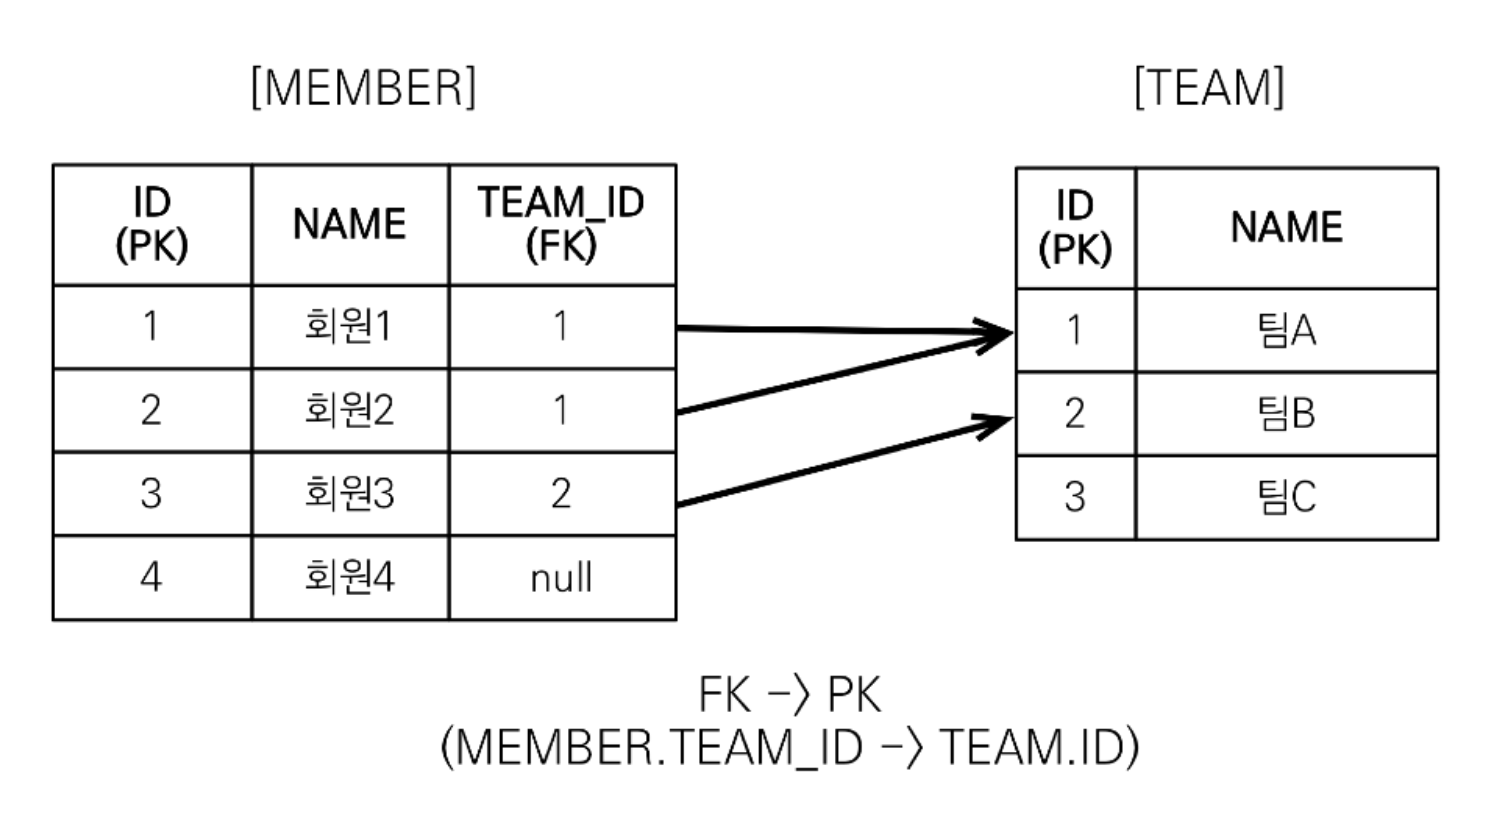 [MEMBER]
ID
(PK) NAME TEAM_ID
(FK)
1 회원1 1
2 회원2 1
3 회원3 2
4 회원4 null
[TEAM]
ID
(PK) NAME
1 팀A
2 팀B
3 팀C
FK -> PK
(MEMBER.TEAM_ID -> TEAM.ID)